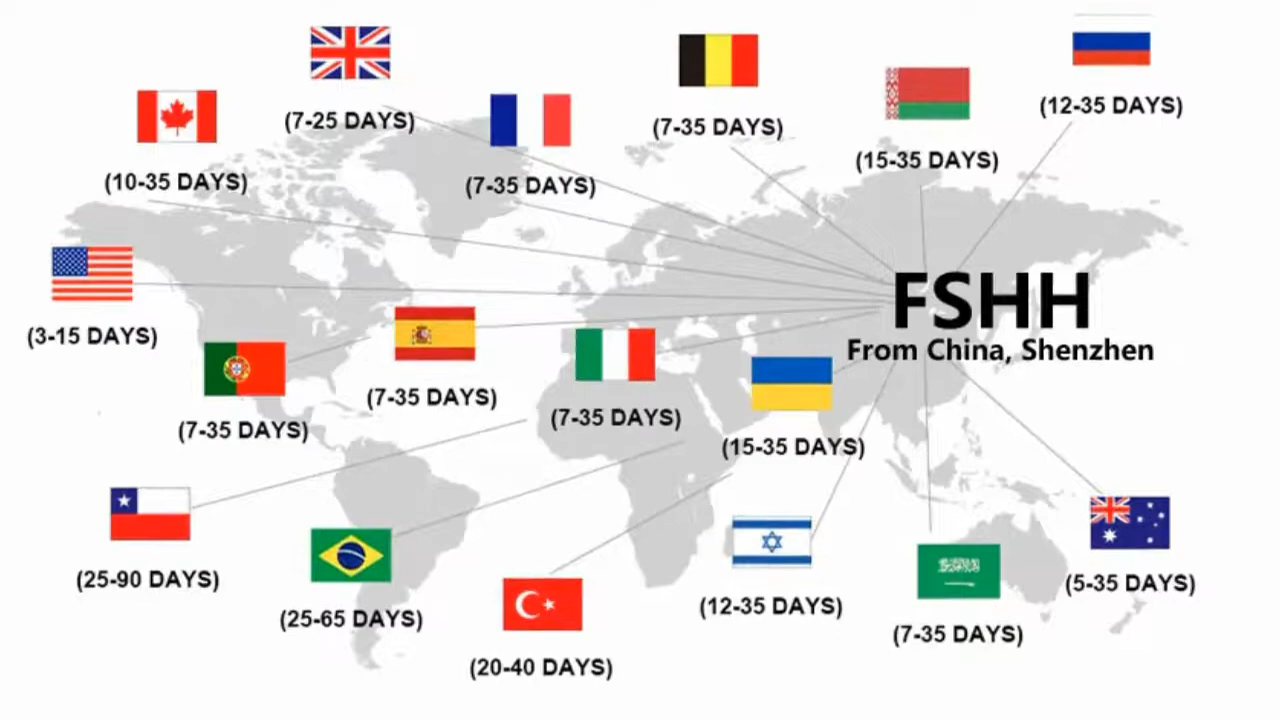 (7-25 DAYS)
(12-35 DAYS)
(7-35 DAYS)
(15-35 DAYS)
(10-35 DAYS)
(7-35 DAYS)
FSHH
From China, Shenzhen
(3-15 DAYS)
(7-35 DAYS)
(7-35 DAYS)
(7-35 DAYS)
(15-35 DAYS)
(25-90 DAYS)
(25-65 DAYS)
(20-40 DAYS)
(12-35 DAYS)
(7-35 DAYS)
(5-35 DAYS)